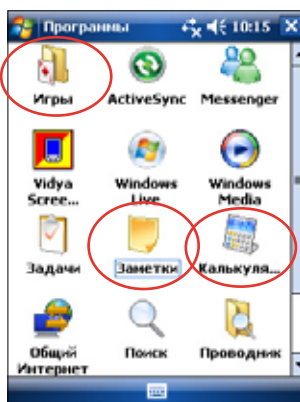 Программы 10:15
Игры ActiveSync Messenger
Vidya Windows Windows
Scree... Live Media
Задачи Заметки Калькуля...
Общий Поиск Проводник
Интернет